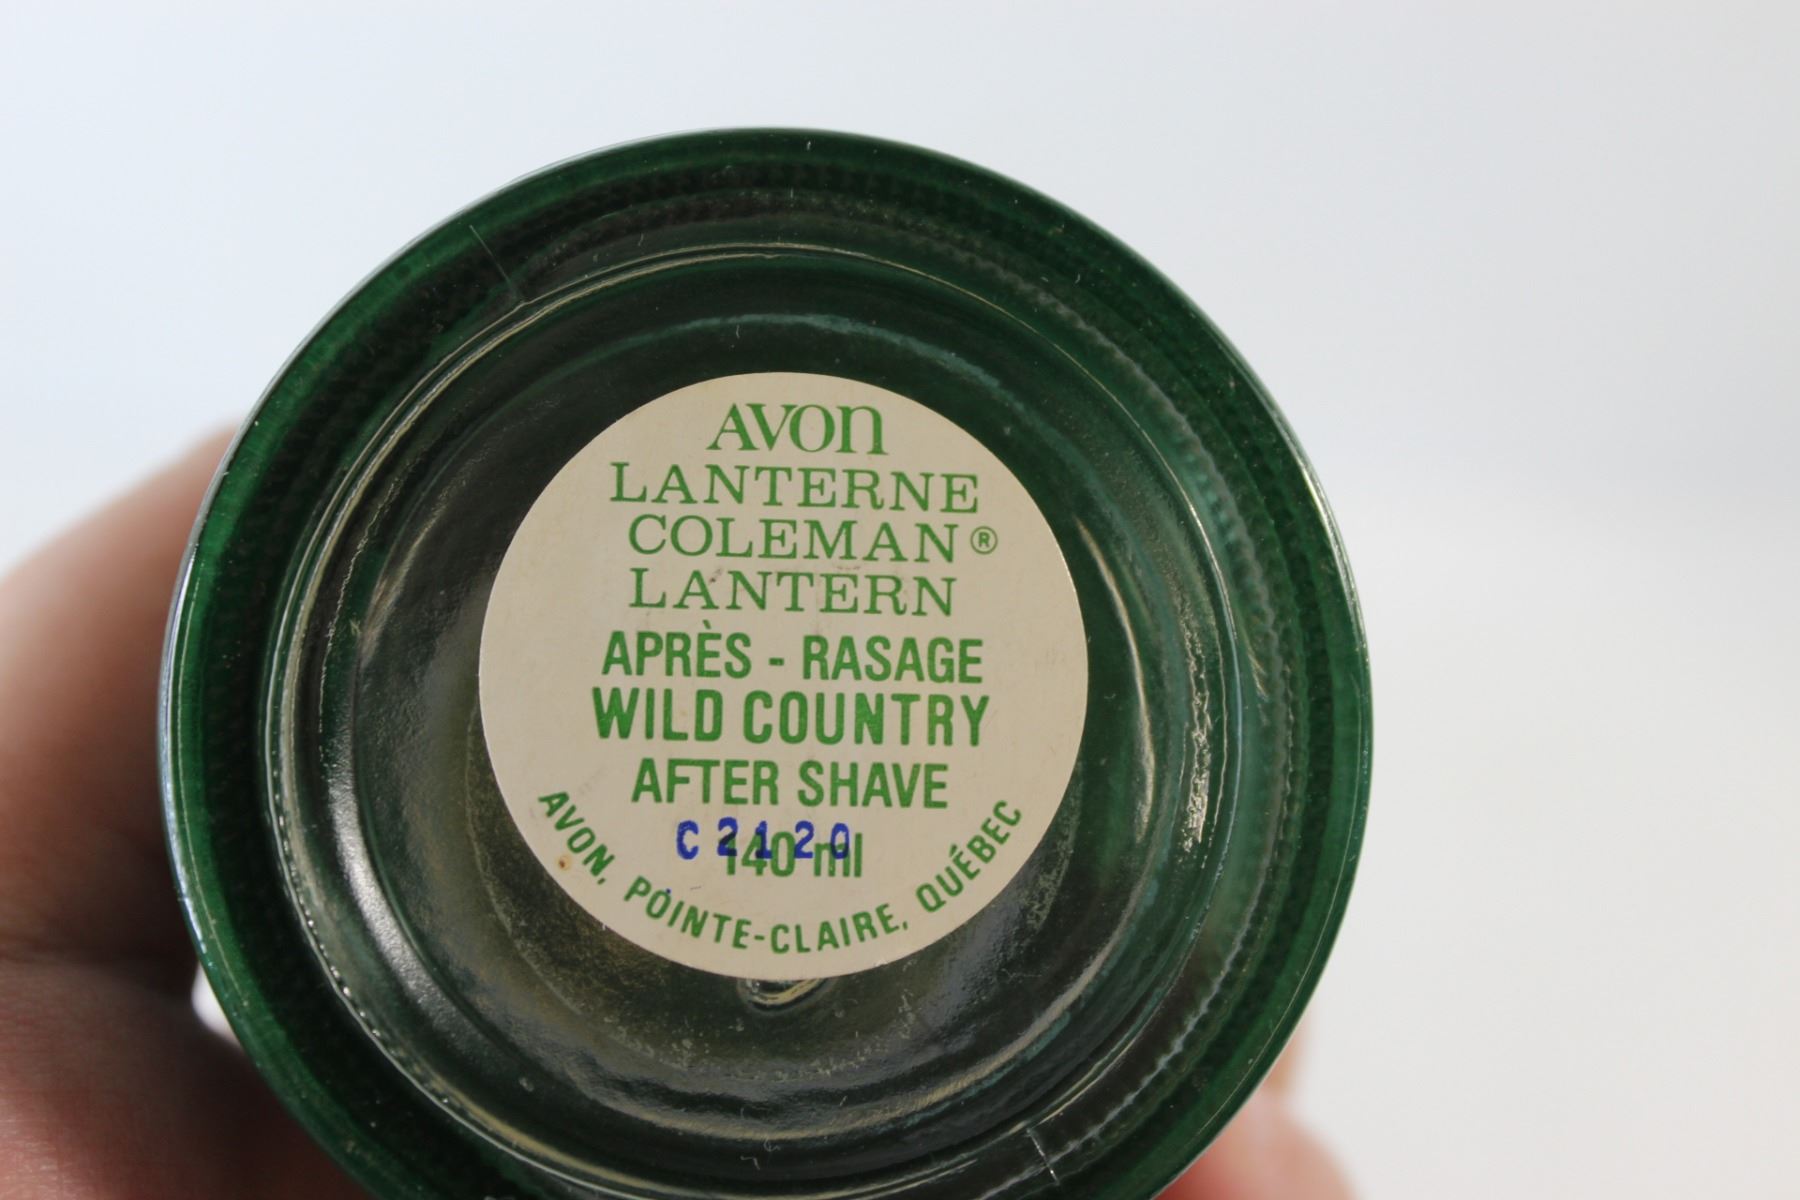 AVON
LANTERNE
COLEMAN®
LANTERN
APRÈS - RASAGE
WILD COUNTRY
AFTER SHAVE
C 2120
140 ml
AVON, POINTE-CLAIRE, QUÉBEC